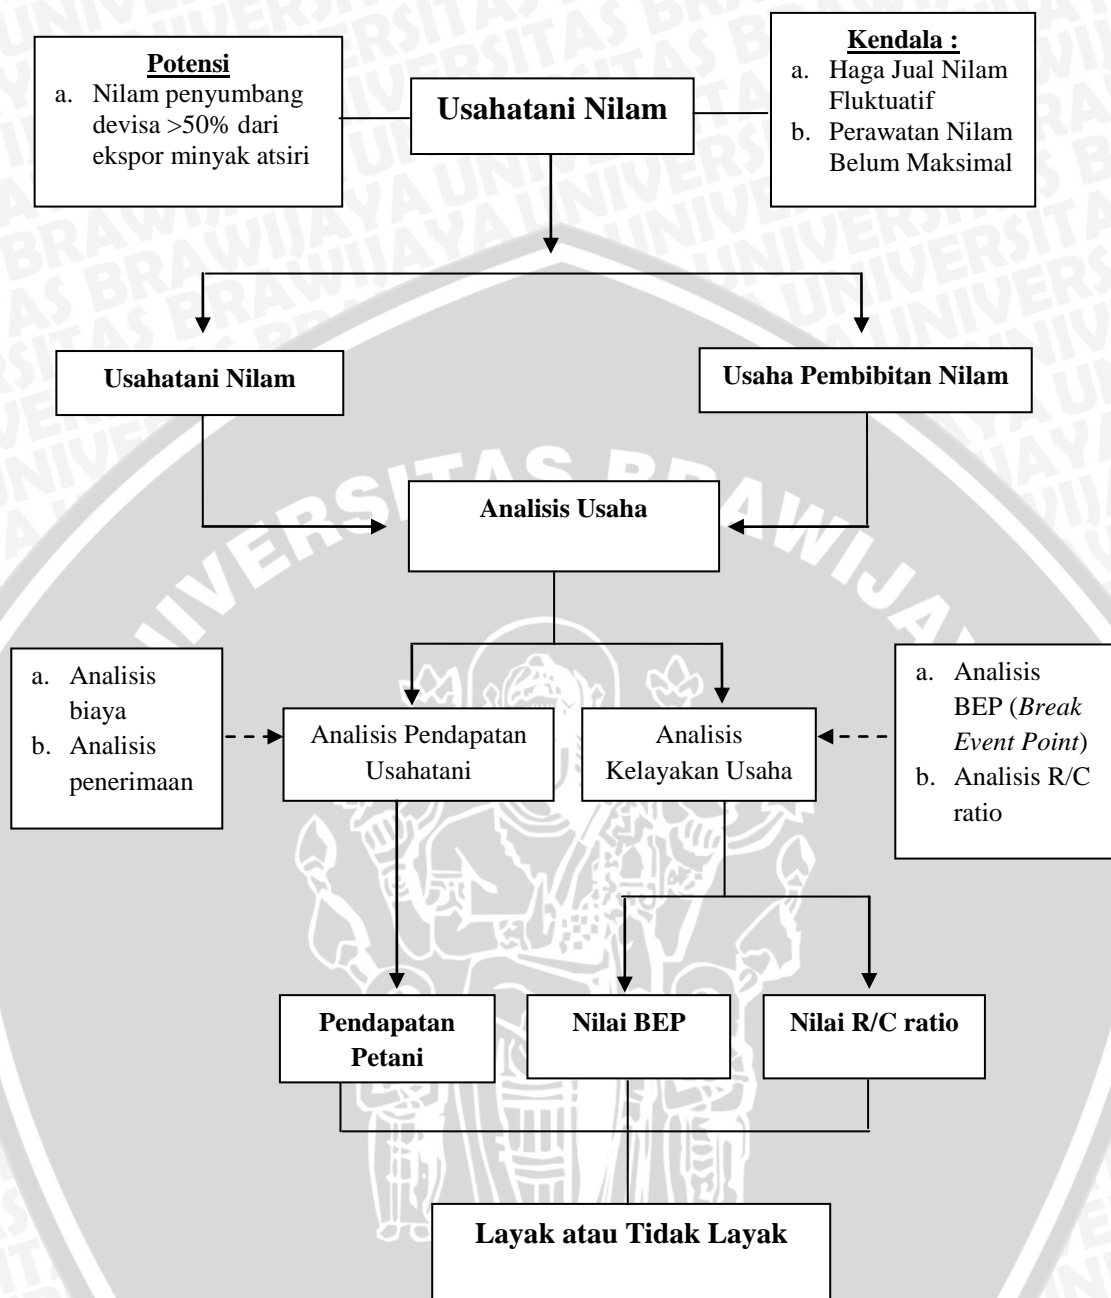 Potensi
a. Nilam penyumbang
devisa >50% dari
ekspor minyak atsiri
Usahatani Nilam
Kendala :
a. Haga Jual Nilam
Fluktuatif
b. Perawatan Nilam
Belum Maksimal
Usahatani Nilam
Usaha Pembibitan Nilam
Analisis Usaha
a. Analisis
biaya
b. Analisis
penerimaan
Analisis Pendapatan
Usahatani
Analisis
Kelayakan Usaha
a. Analisis
BEP (Break
Event Point)
b. Analisis R/C
ratio
Pendapatan
Petani
Nilai BEP
Nilai R/C ratio
Layak atau Tidak Layak
UNIVERSITAS BRAWIJAYA